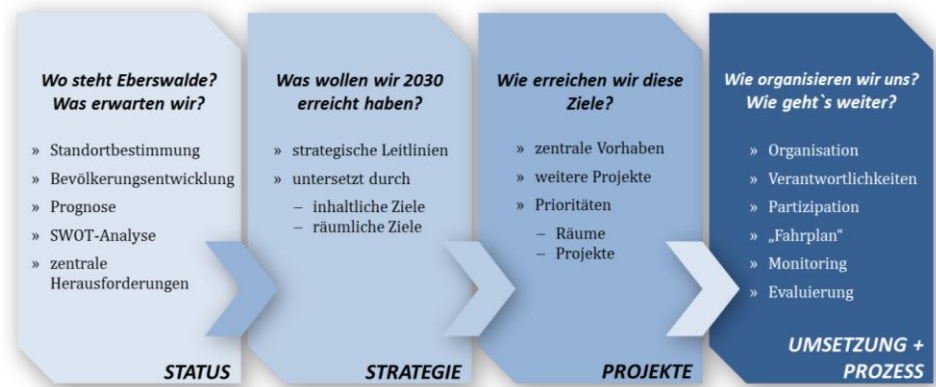 Wo steht Eberswalde?
Was erwarten wir?
» Standortbestimmung
» Bevölkerungsentwicklung
» Prognose
» SWOT-Analyse
» zentrale
Herausforderungen
STATUS
Was wollen wir 2030
erreicht haben?
» strategische Leitlinien
» untersetzt durch
– inhaltliche Ziele
– räumliche Ziele
STRATEGIE
Wie erreichen wir diese
Ziele?
» zentrale Vorhaben
» weitere Projekte
» Prioritäten
– Räume
– Projekte
PROJEKTE
Wie organisieren wir uns?
Wie geht`s weiter?
» Organisation
» Verantwortlichkeiten
» Partizipation
» „Fahrplan“
» Monitoring
» Evaluierung
UMSETZUNG +
PROZESS